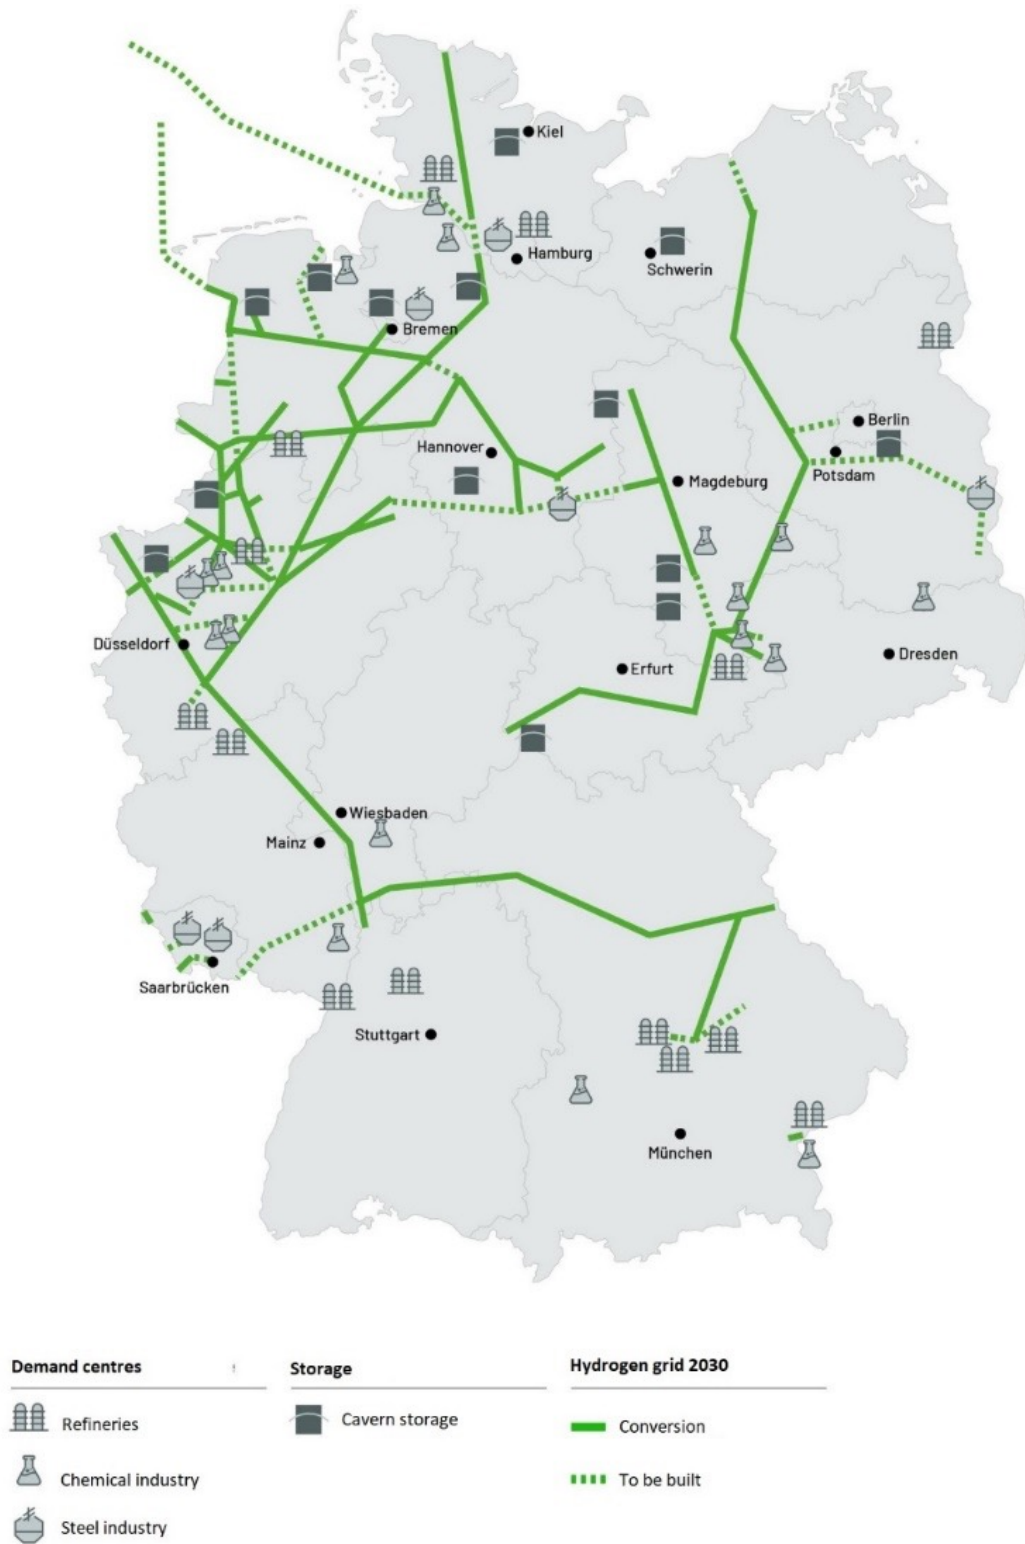 Kiel
Hamburg
Schwerin
Bremen
Berlin
Hannover
Potsdam
Magdeburg
Düsseldorf
Dresden
Erfurt
Wiesbaden
Mainz
Saarbrücken
Stuttgart
München
Demand centres
Storage
Hydrogen grid 2030
Refineries
Cavern storage
Conversion
Chemical industry
To be built
Steel industry